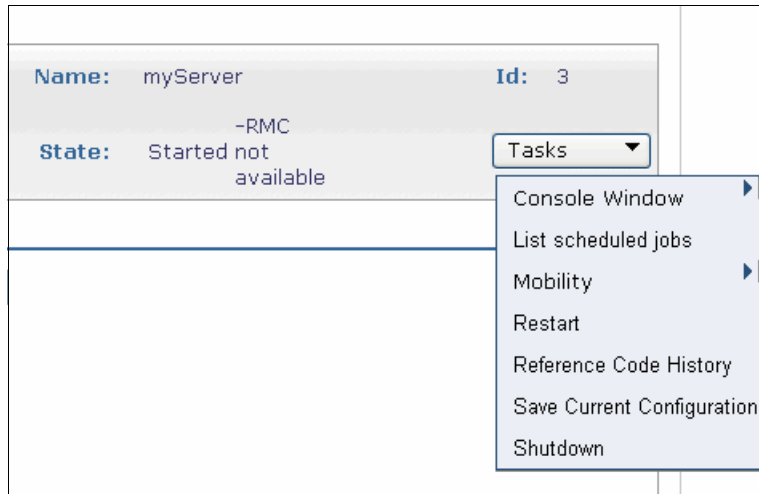 Name: myServer Id: 3
-RMC
State: Started not
available
Tasks
Console Window
List scheduled jobs
Mobility
Restart
Reference Code History
Save Current Configuration
Shutdown